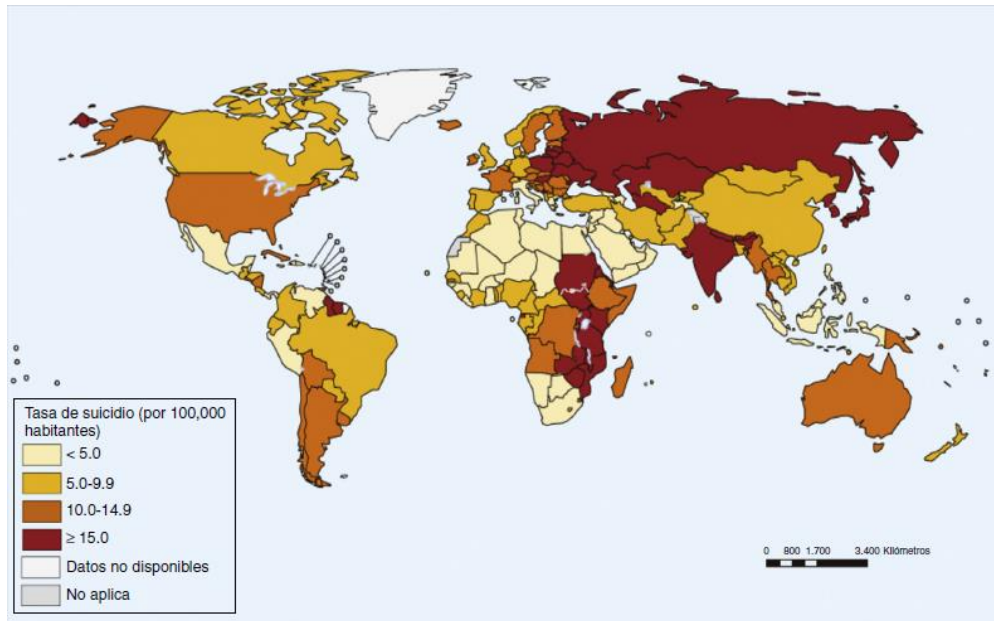 Tasa de suicidio (por 100,000
habitantes)
< 5.0
5.0-9.9
10.0-14.9
≥ 15.0
Datos no disponibles
No aplica
0 800 1.700 3.400 Kilómetros